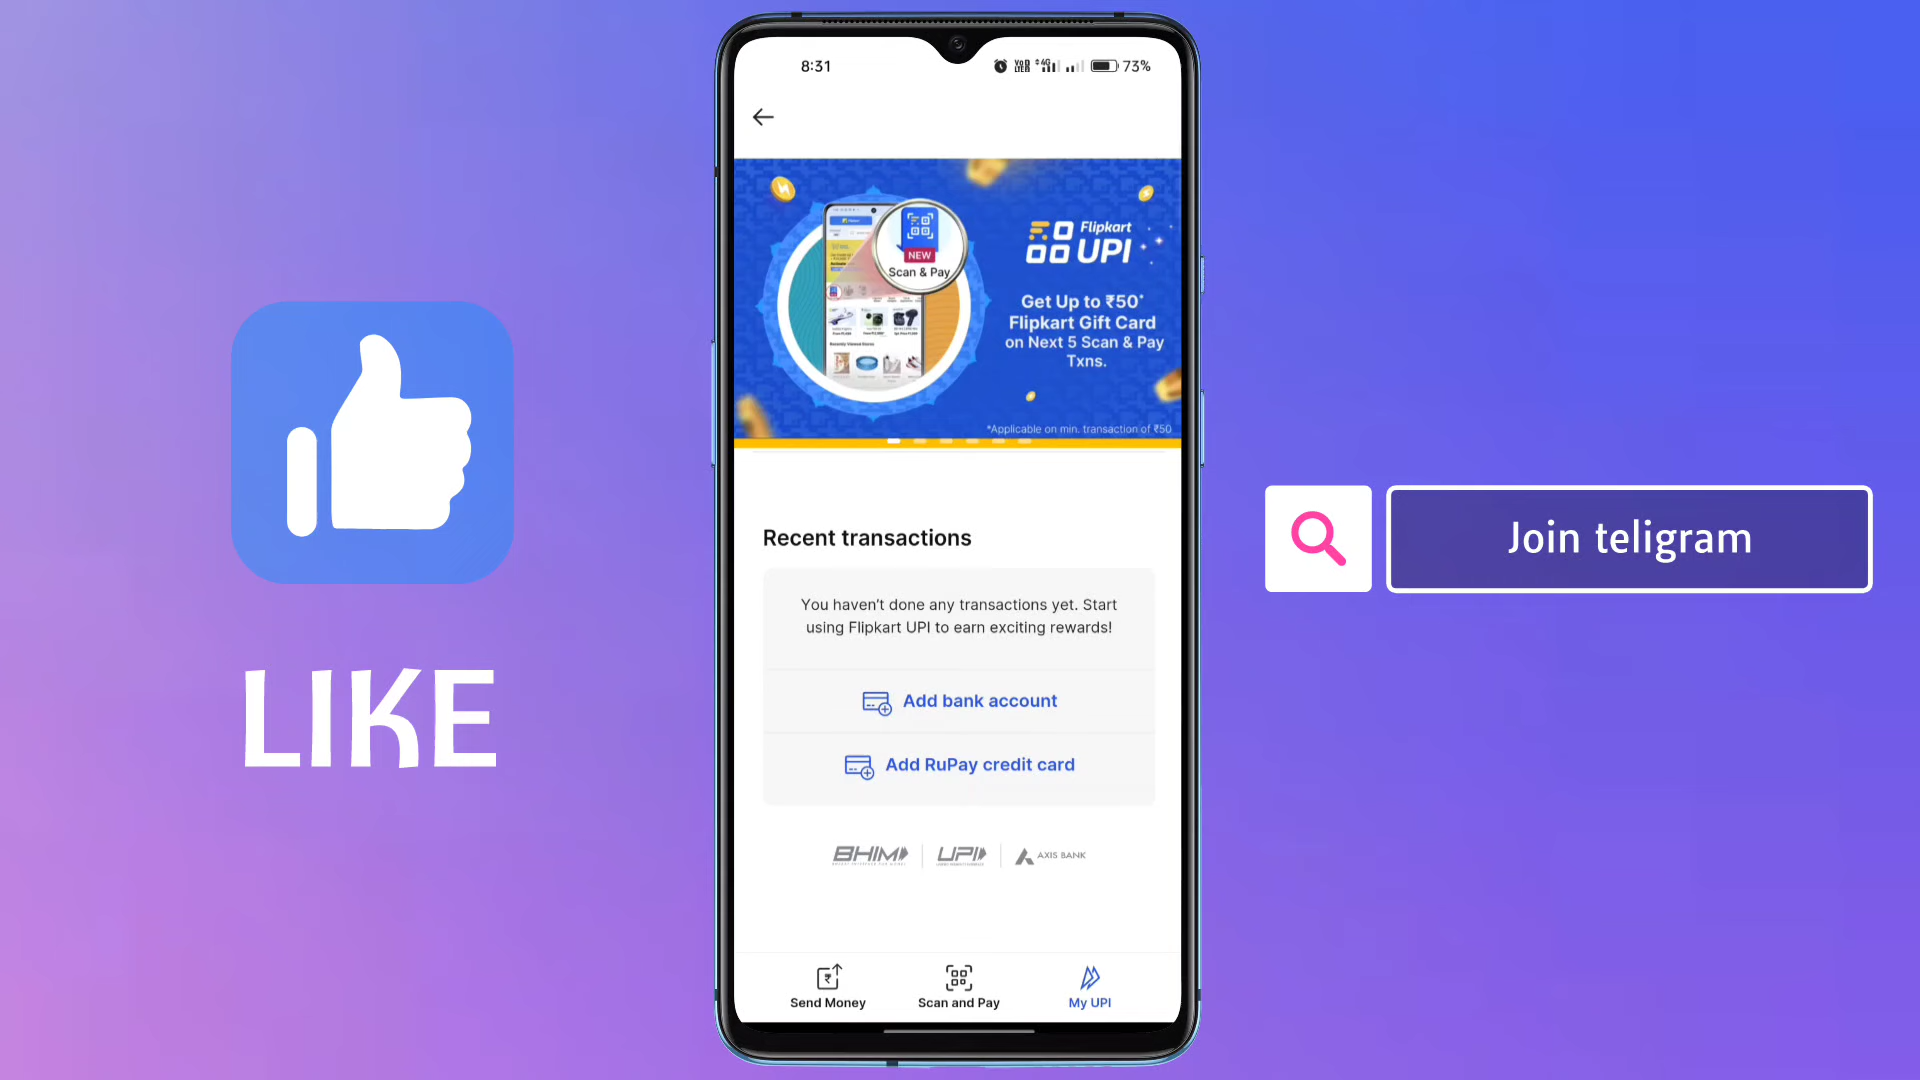 8:31
4G
73%
NEW
Scan & Pay
Flipkart
UPI
Get Up to ₹50*
Flipkart Gift Card
on Next 5 Scan & Pay
Txns.
*Applicable on min. transaction of ₹50
LIKE
Join teligram
Recent transactions
You haven't done any transactions yet. Start
using Flipkart UPI to earn exciting rewards!
Add bank account
Add RuPay credit card
BHIM
UPI
AXIS BANK
Send Money
Scan and Pay
My UPI